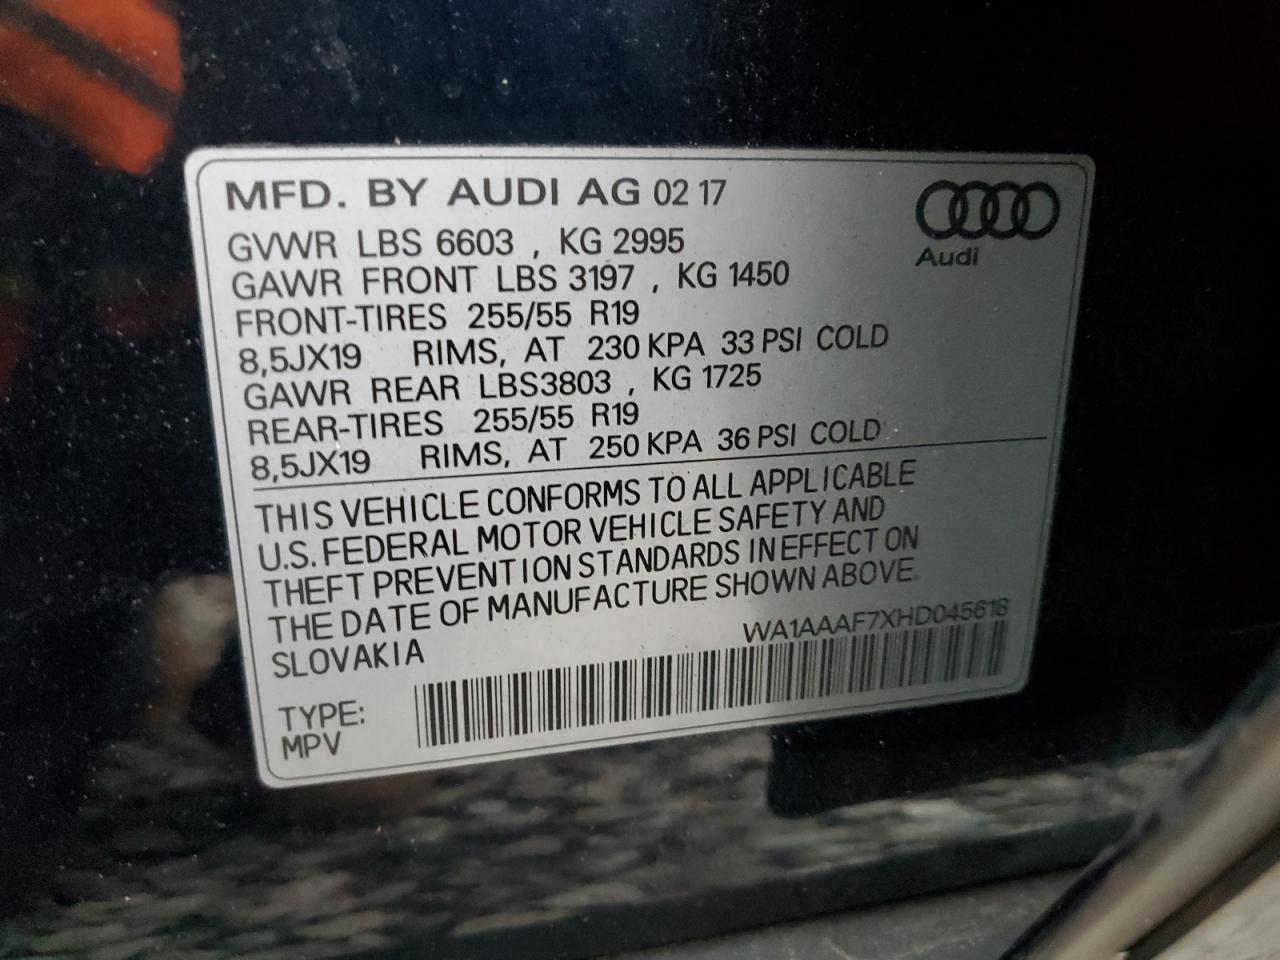 MFD. BY AUDI AG 02 17
Audi
GVWR LBS 6603 , KG 2995
GAWR FRONT LBS 3197 , KG 1450
FRONT-TIRES 255/55 R19
8,5JX19 RIMS, AT 230 KPA 33 PSI COLD
GAWR REAR LBS3803 , KG 1725
REAR-TIRES 255/55 R19
8,5JX19 RIMS, AT 250 KPA 36 PSI COLD
THIS VEHICLE CONFORMS TO ALL APPLICABLE
U.S. FEDERAL MOTOR VEHICLE SAFETY AND
THEFT PREVENTION STANDARDS IN EFFECT ON
THE DATE OF MANUFACTURE SHOWN ABOVE.
SLOVAKIA
WA1AAAF7XHD045618
TYPE:
MPV